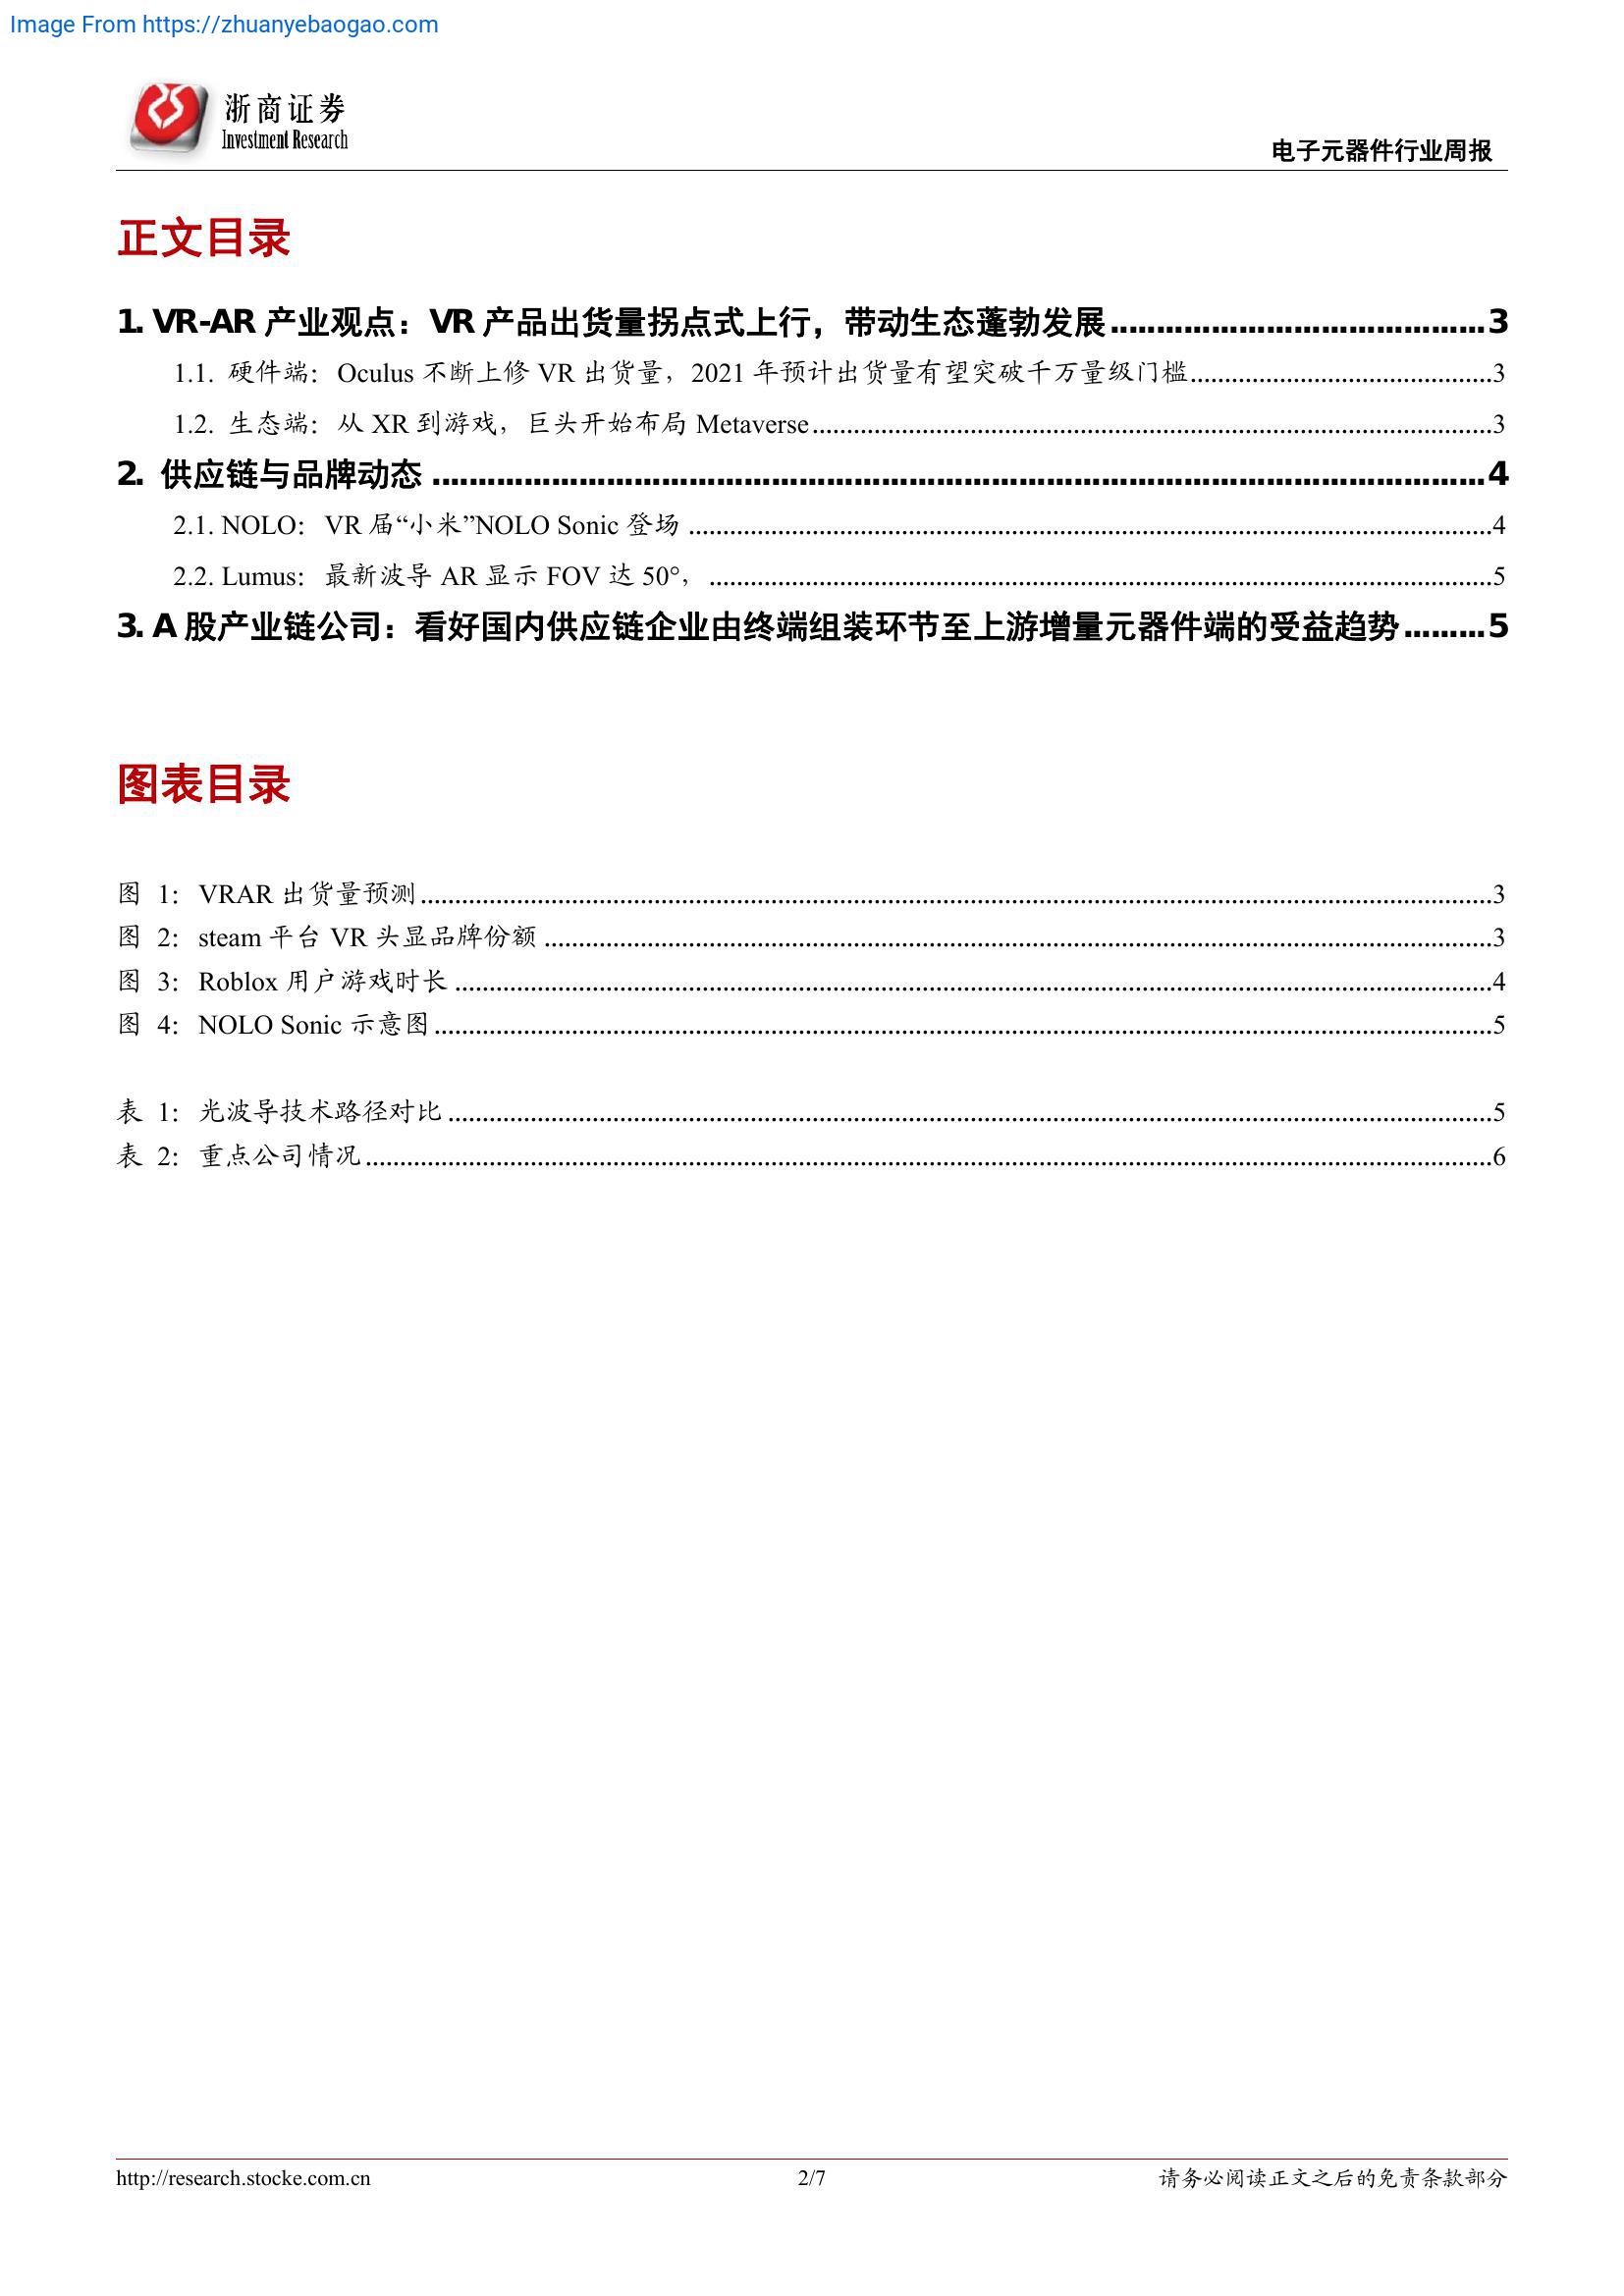 Image From https://zhuanyebaogao.com
浙商证券
Investment Research
电子元器件行业周报
正文目录
1. VR-AR 产业观点：VR 产品出货量拐点式上行，带动生态蓬勃发展........................................3
1.1. 硬件端：Oculus 不断上修 VR 出货量，2021 年预计出货量有望突破千万量级门槛............................................3
1.2. 生态端：从 XR 到游戏，巨头开始布局 Metaverse....................................................................................................3
2. 供应链与品牌动态 ..................................................................................................................4
2.1. NOLO：VR 届“小米”NOLO Sonic 登场 ......................................................................................................................4
2.2. Lumus：最新波导 AR 显示 FOV 达 50°， ...................................................................................................................5
3. A 股产业链公司：看好国内供应链企业由终端组装环节至上游增量元器件端的受益趋势.........5
图表目录
图 1：VRAR 出货量预测.............................................................................................................................................................3
图 2：steam 平台 VR 头显品牌份额 ...........................................................................................................................................3
图 3：Roblox 用户游戏时长 ........................................................................................................................................................4
图 4：NOLO Sonic 示意图...........................................................................................................................................................5
表 1：光波导技术路径对比 .........................................................................................................................................................5
表 2：重点公司情况.....................................................................................................................................................................6
http://research.stocke.com.cn
2/7
请务必阅读正文之后的免责条款部分